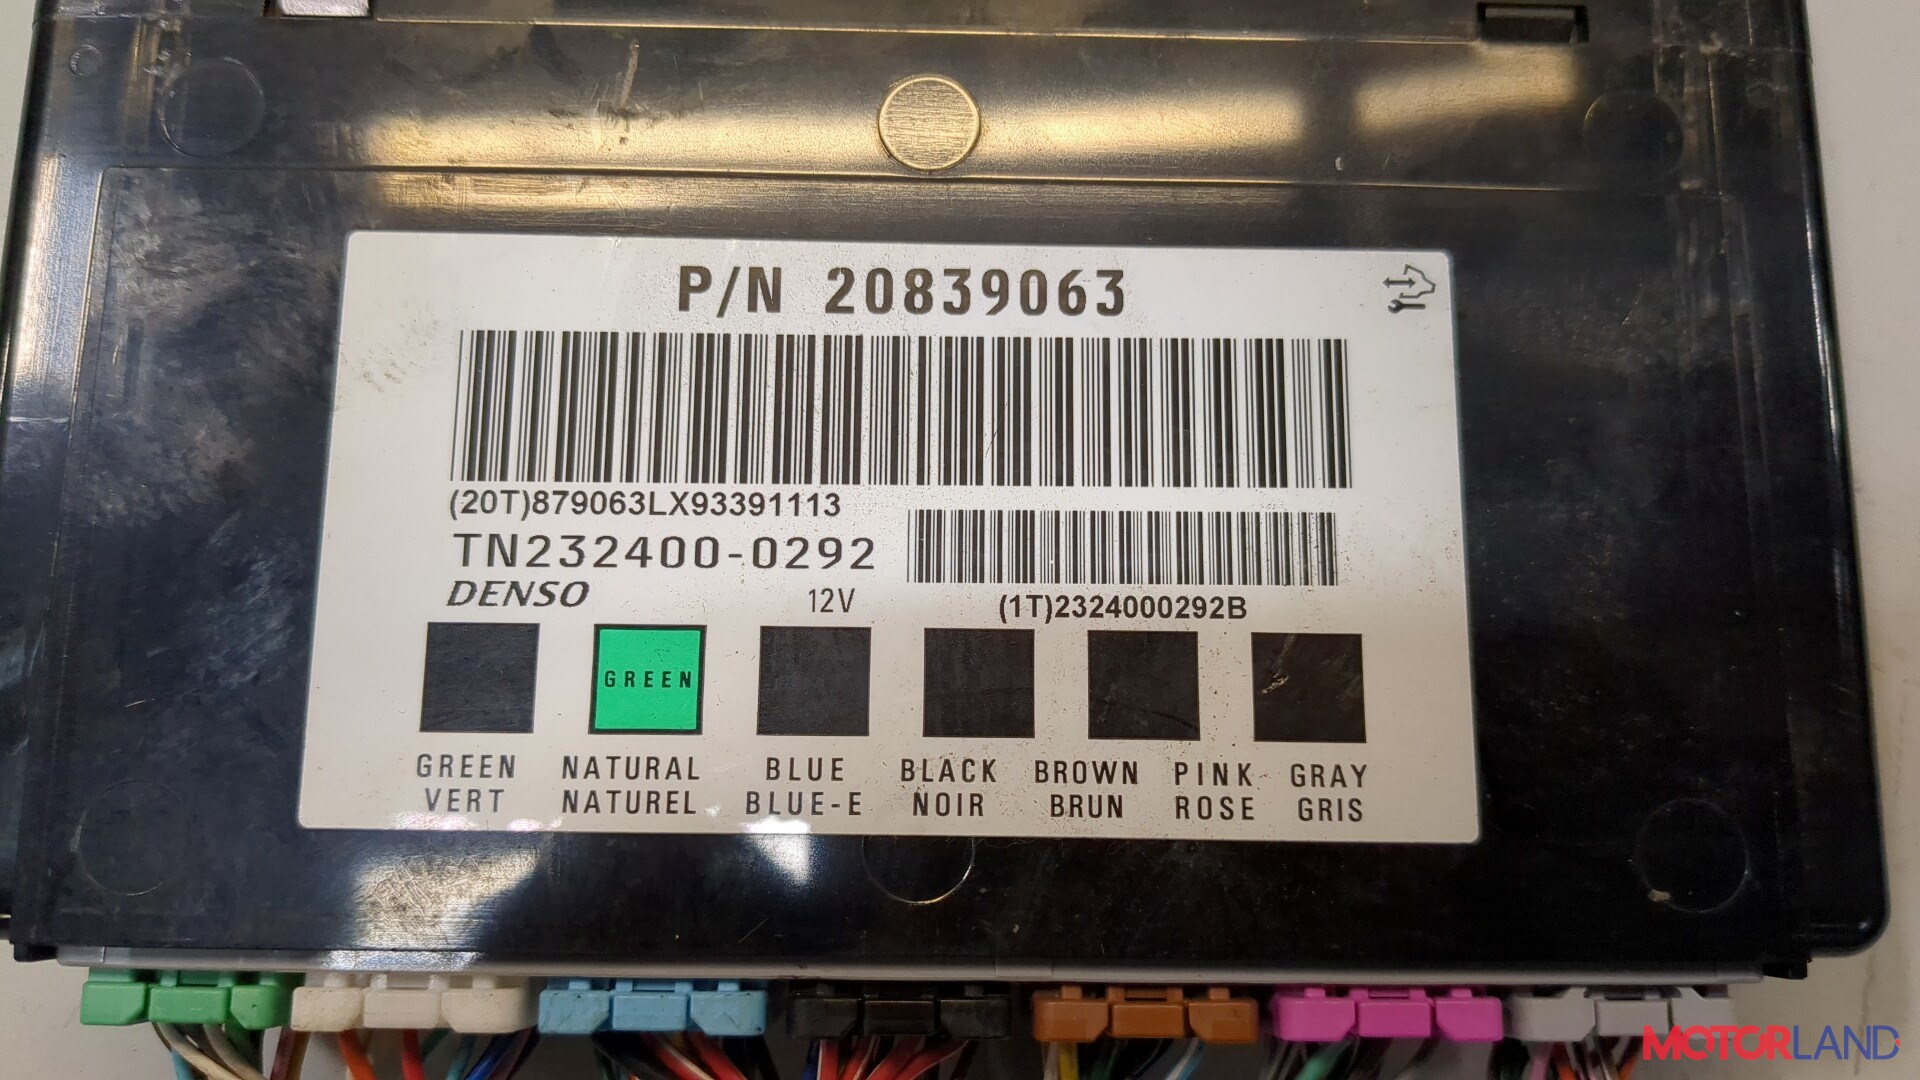 P/N 20839063
(20T)879063LX93391113
TN232400-0292
DENSO 12V
(1T)2324000292B
GREEN
GREEN NATURAL BLUE BLACK BROWN PINK GRAY
VERT NATUREL BLUE-E NOIR BRUN ROSE GRIS
MOTORLAND